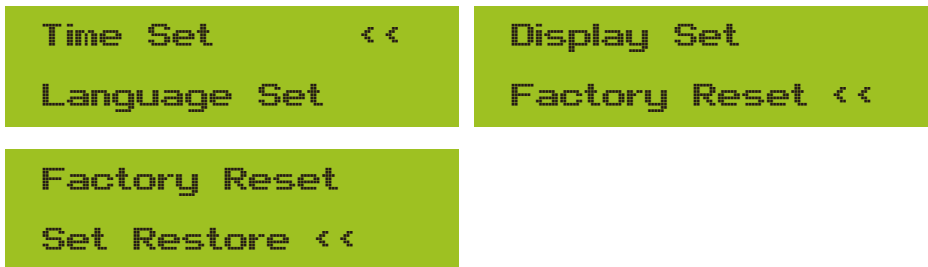 Time Set <<
Language Set
Display Set
Factory Reset <<
Factory Reset
Set Restore <<